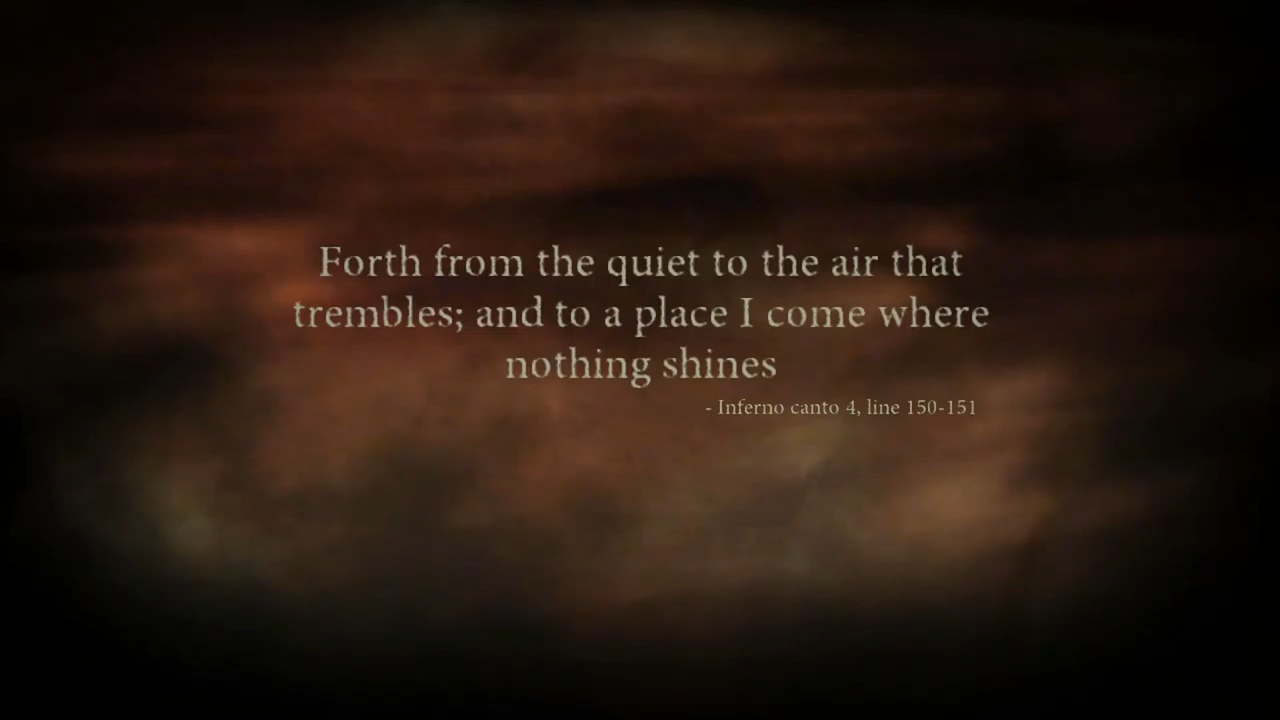 Forth from the quiet to the air that
trembles; and to a place I come where
nothing shines
- Inferno canto 4, line 150-151